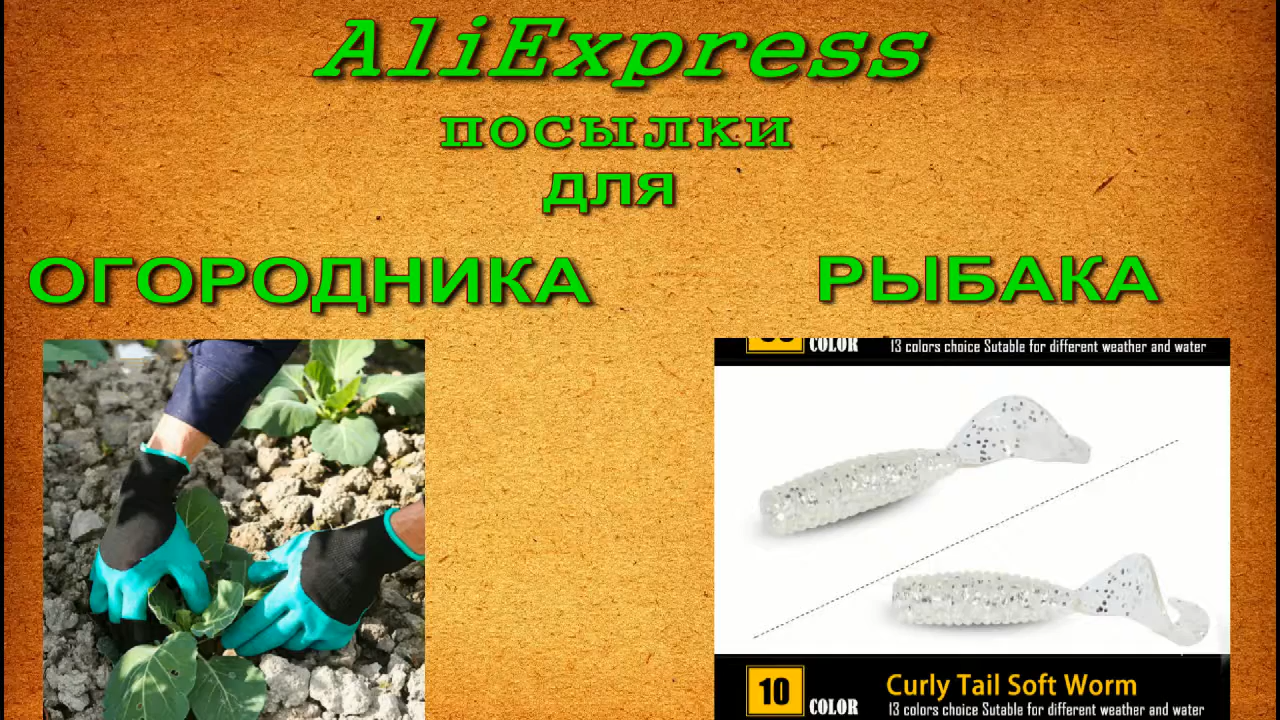 AliExpress
посылки
для
ОГОРОДНИКА
РЫБАКА
COLOR
13 colors choice Sutable for different weather and water
10 COLOR
Curly Tail Soft Worm
13 colors choice Sutable for different weather and water